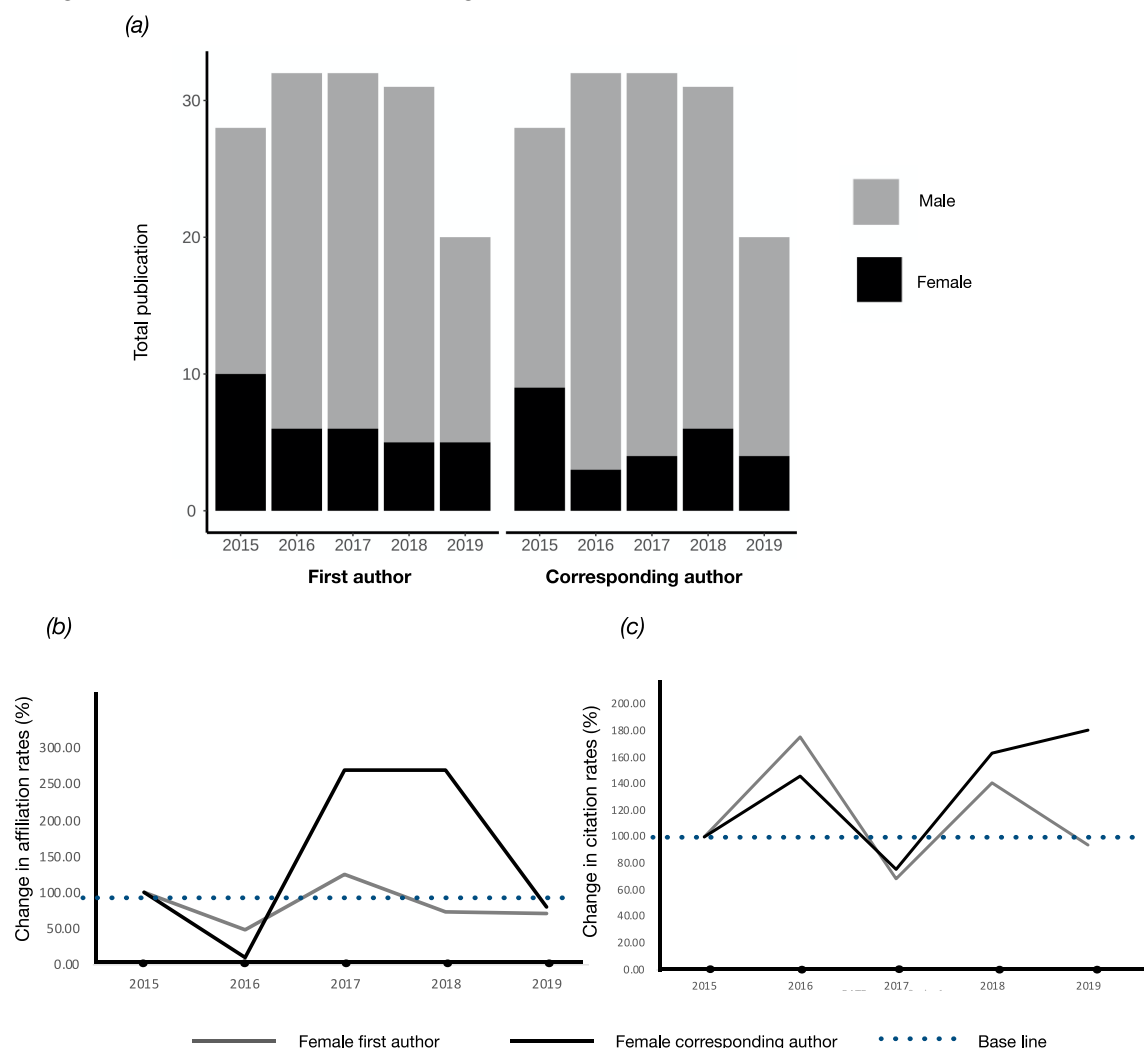 (a)
Total publication
30
20
10
0
2015 2016 2017 2018 2019 2015 2016 2017 2018 2019
First author Corresponding author
Male
Female
(b)
Change in affiliation rates (%)
300.00
250.00
200.00
150.00
100.00
50.00
0.00
2015 2016 2017 2018 2019
(c)
Change in citation rates (%)
200.00
180.00
160.00
140.00
120.00
100.00
80.00
60.00
40.00
20.00
0.00
2015 2016 2017 2018 2019
Female first author Female corresponding author Base line